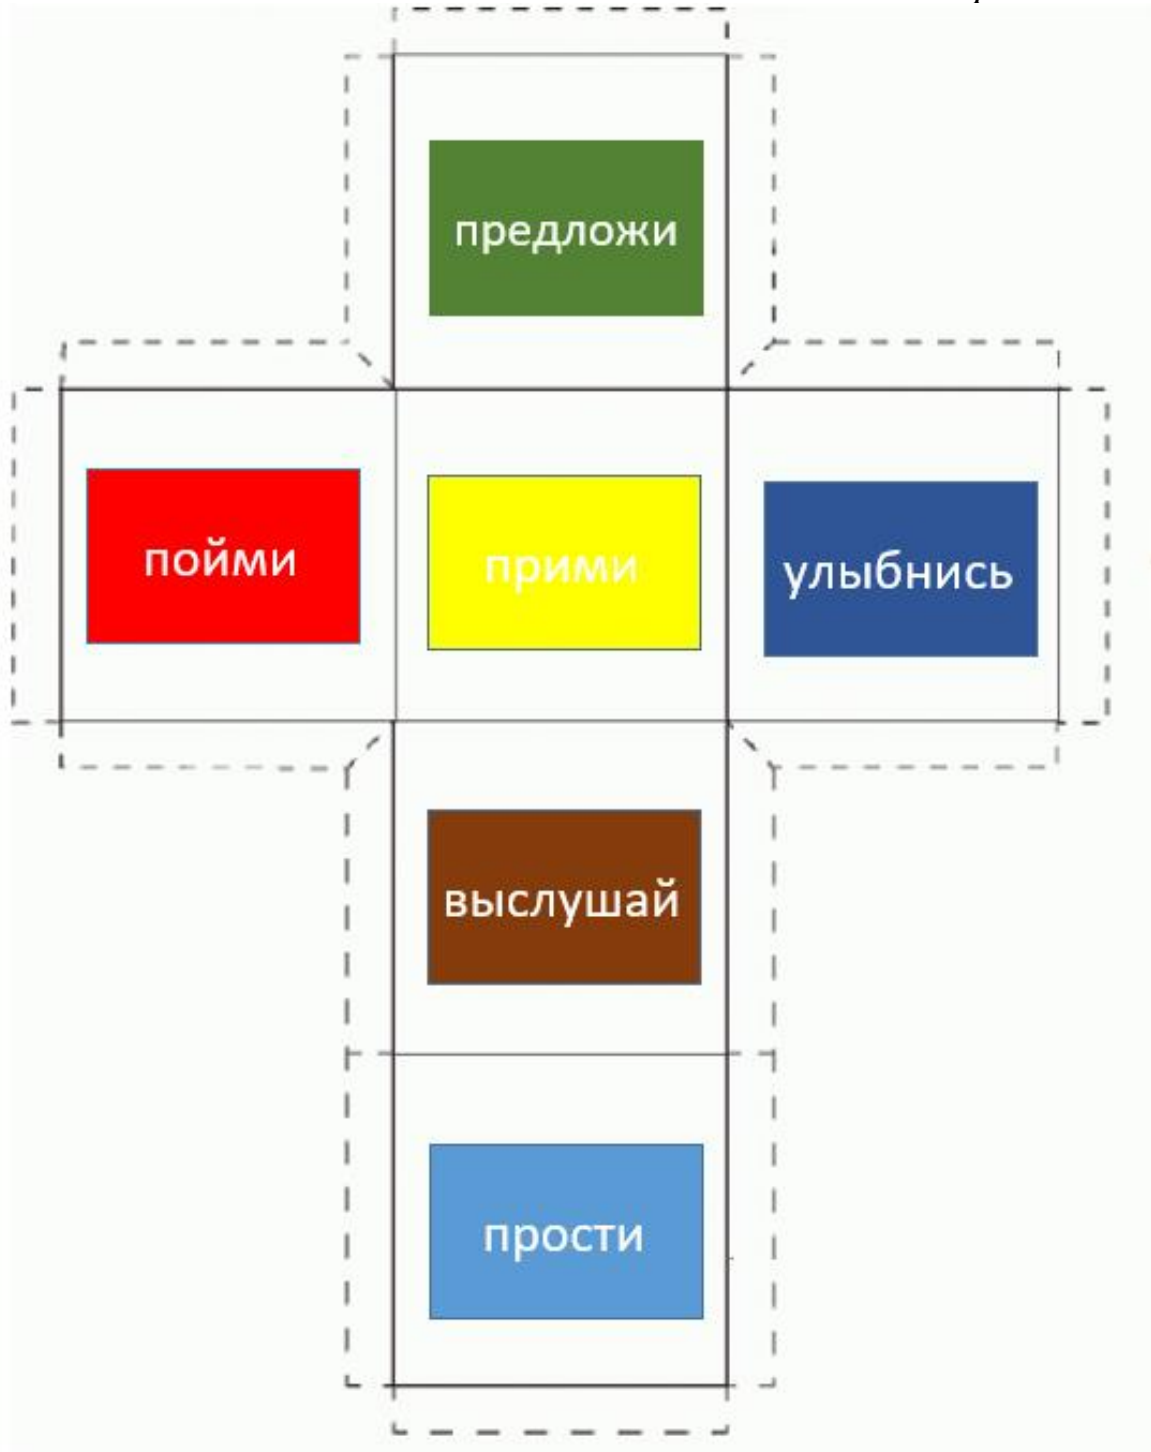 предложи
пойми
прими
улыбнись
выслушай
прости